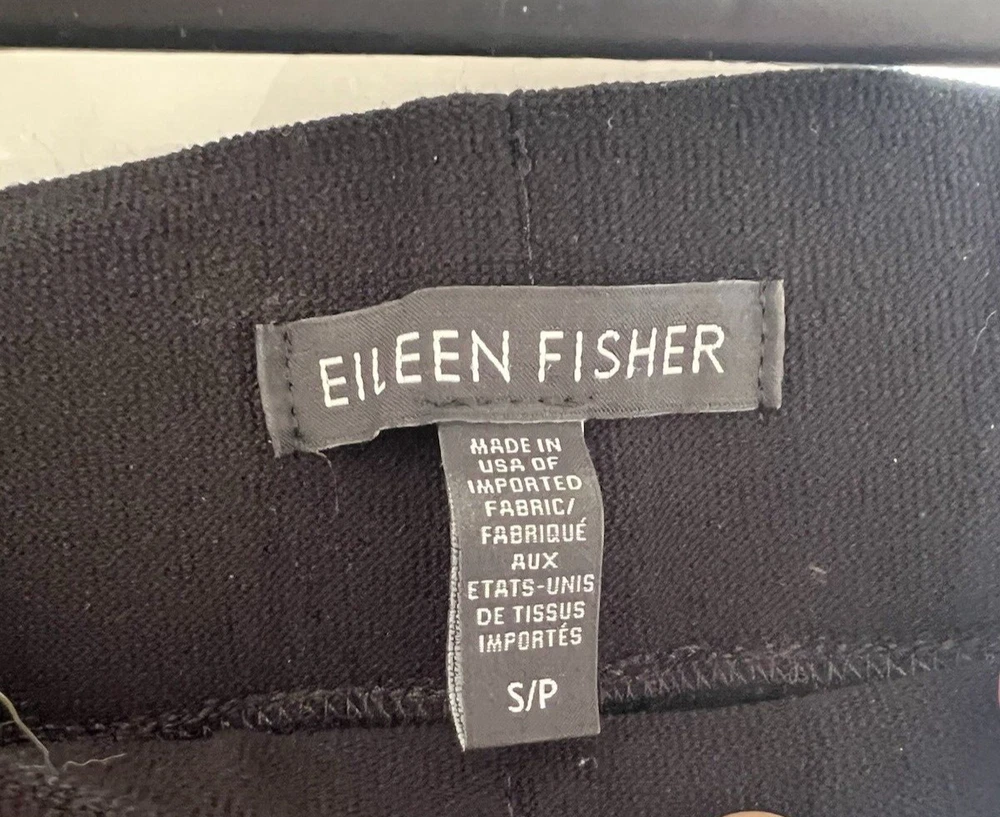 EILEEN FISHER
MADE IN
USA OF
IMPORTED
FABRIC/
FABRIQUÉ
AUX
ETATS-UNIS
DE TISSUS
IMPORTÉS
S/P